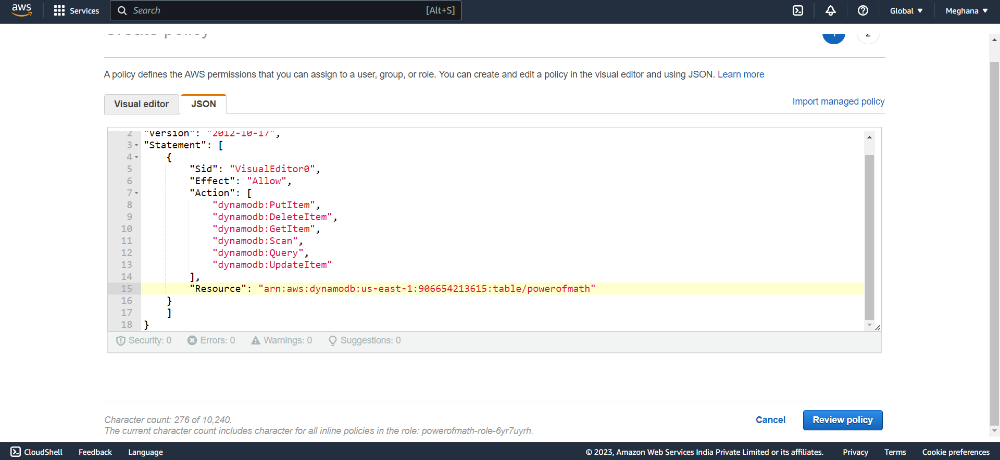 aws Services Search [Alt+S] Global Meghana
Create policy 1 2
A policy defines the AWS permissions that you can assign to a user, group, or role. You can create and edit a policy in the visual editor and using JSON. Learn more
Visual editor JSON Import managed policy
2 "Version": "2012-10-17",
3 "Statement": [
4 {
5 "Sid": "VisualEditor0",
6 "Effect": "Allow",
7 "Action": [
8 "dynamodb:PutItem",
9 "dynamodb:DeleteItem",
10 "dynamodb:GetItem",
11 "dynamodb:Scan",
12 "dynamodb:Query",
13 "dynamodb:UpdateItem"
14 ],
15 "Resource": "arn:aws:dynamodb:us-east-1:906654213615:table/powerofmath"
16 }
17 ]
18 }
Security: 0 Errors: 0 Warnings: 0 Suggestions: 0
Character count: 276 of 10,240.
The current character count includes character for all inline policies in the role: powerofmath-role-6yr7uyrh.
Cancel Review policy
CloudShell Feedback Language © 2023, Amazon Web Services India Private Limited or its affiliates. Privacy Terms Cookie preferences